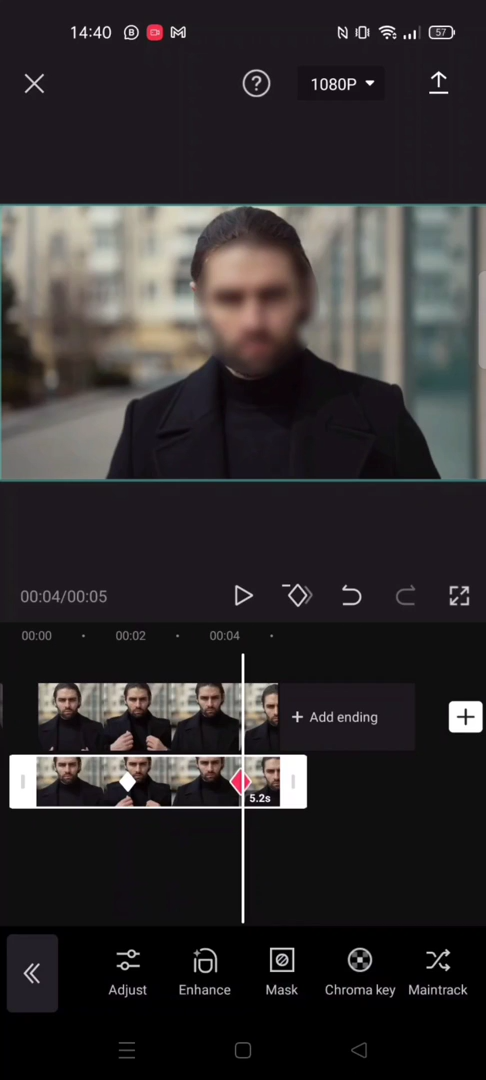 14:40 B 57
1080P
00:04/00:05
00:00 00:02 00:04
+ Add ending
5.2s
Adjust Enhance Mask Chroma key Maintrack